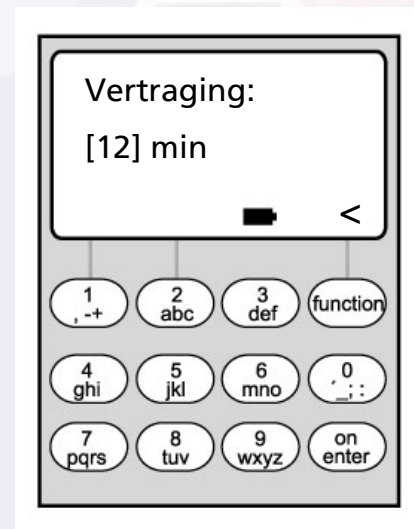 Vertraging:
[12] min
<
1 2 3 function
, -+ abc def
4 5 6 0
ghi jkl mno ´_; :
7 8 9 on
pqrs tuv wxyz enter